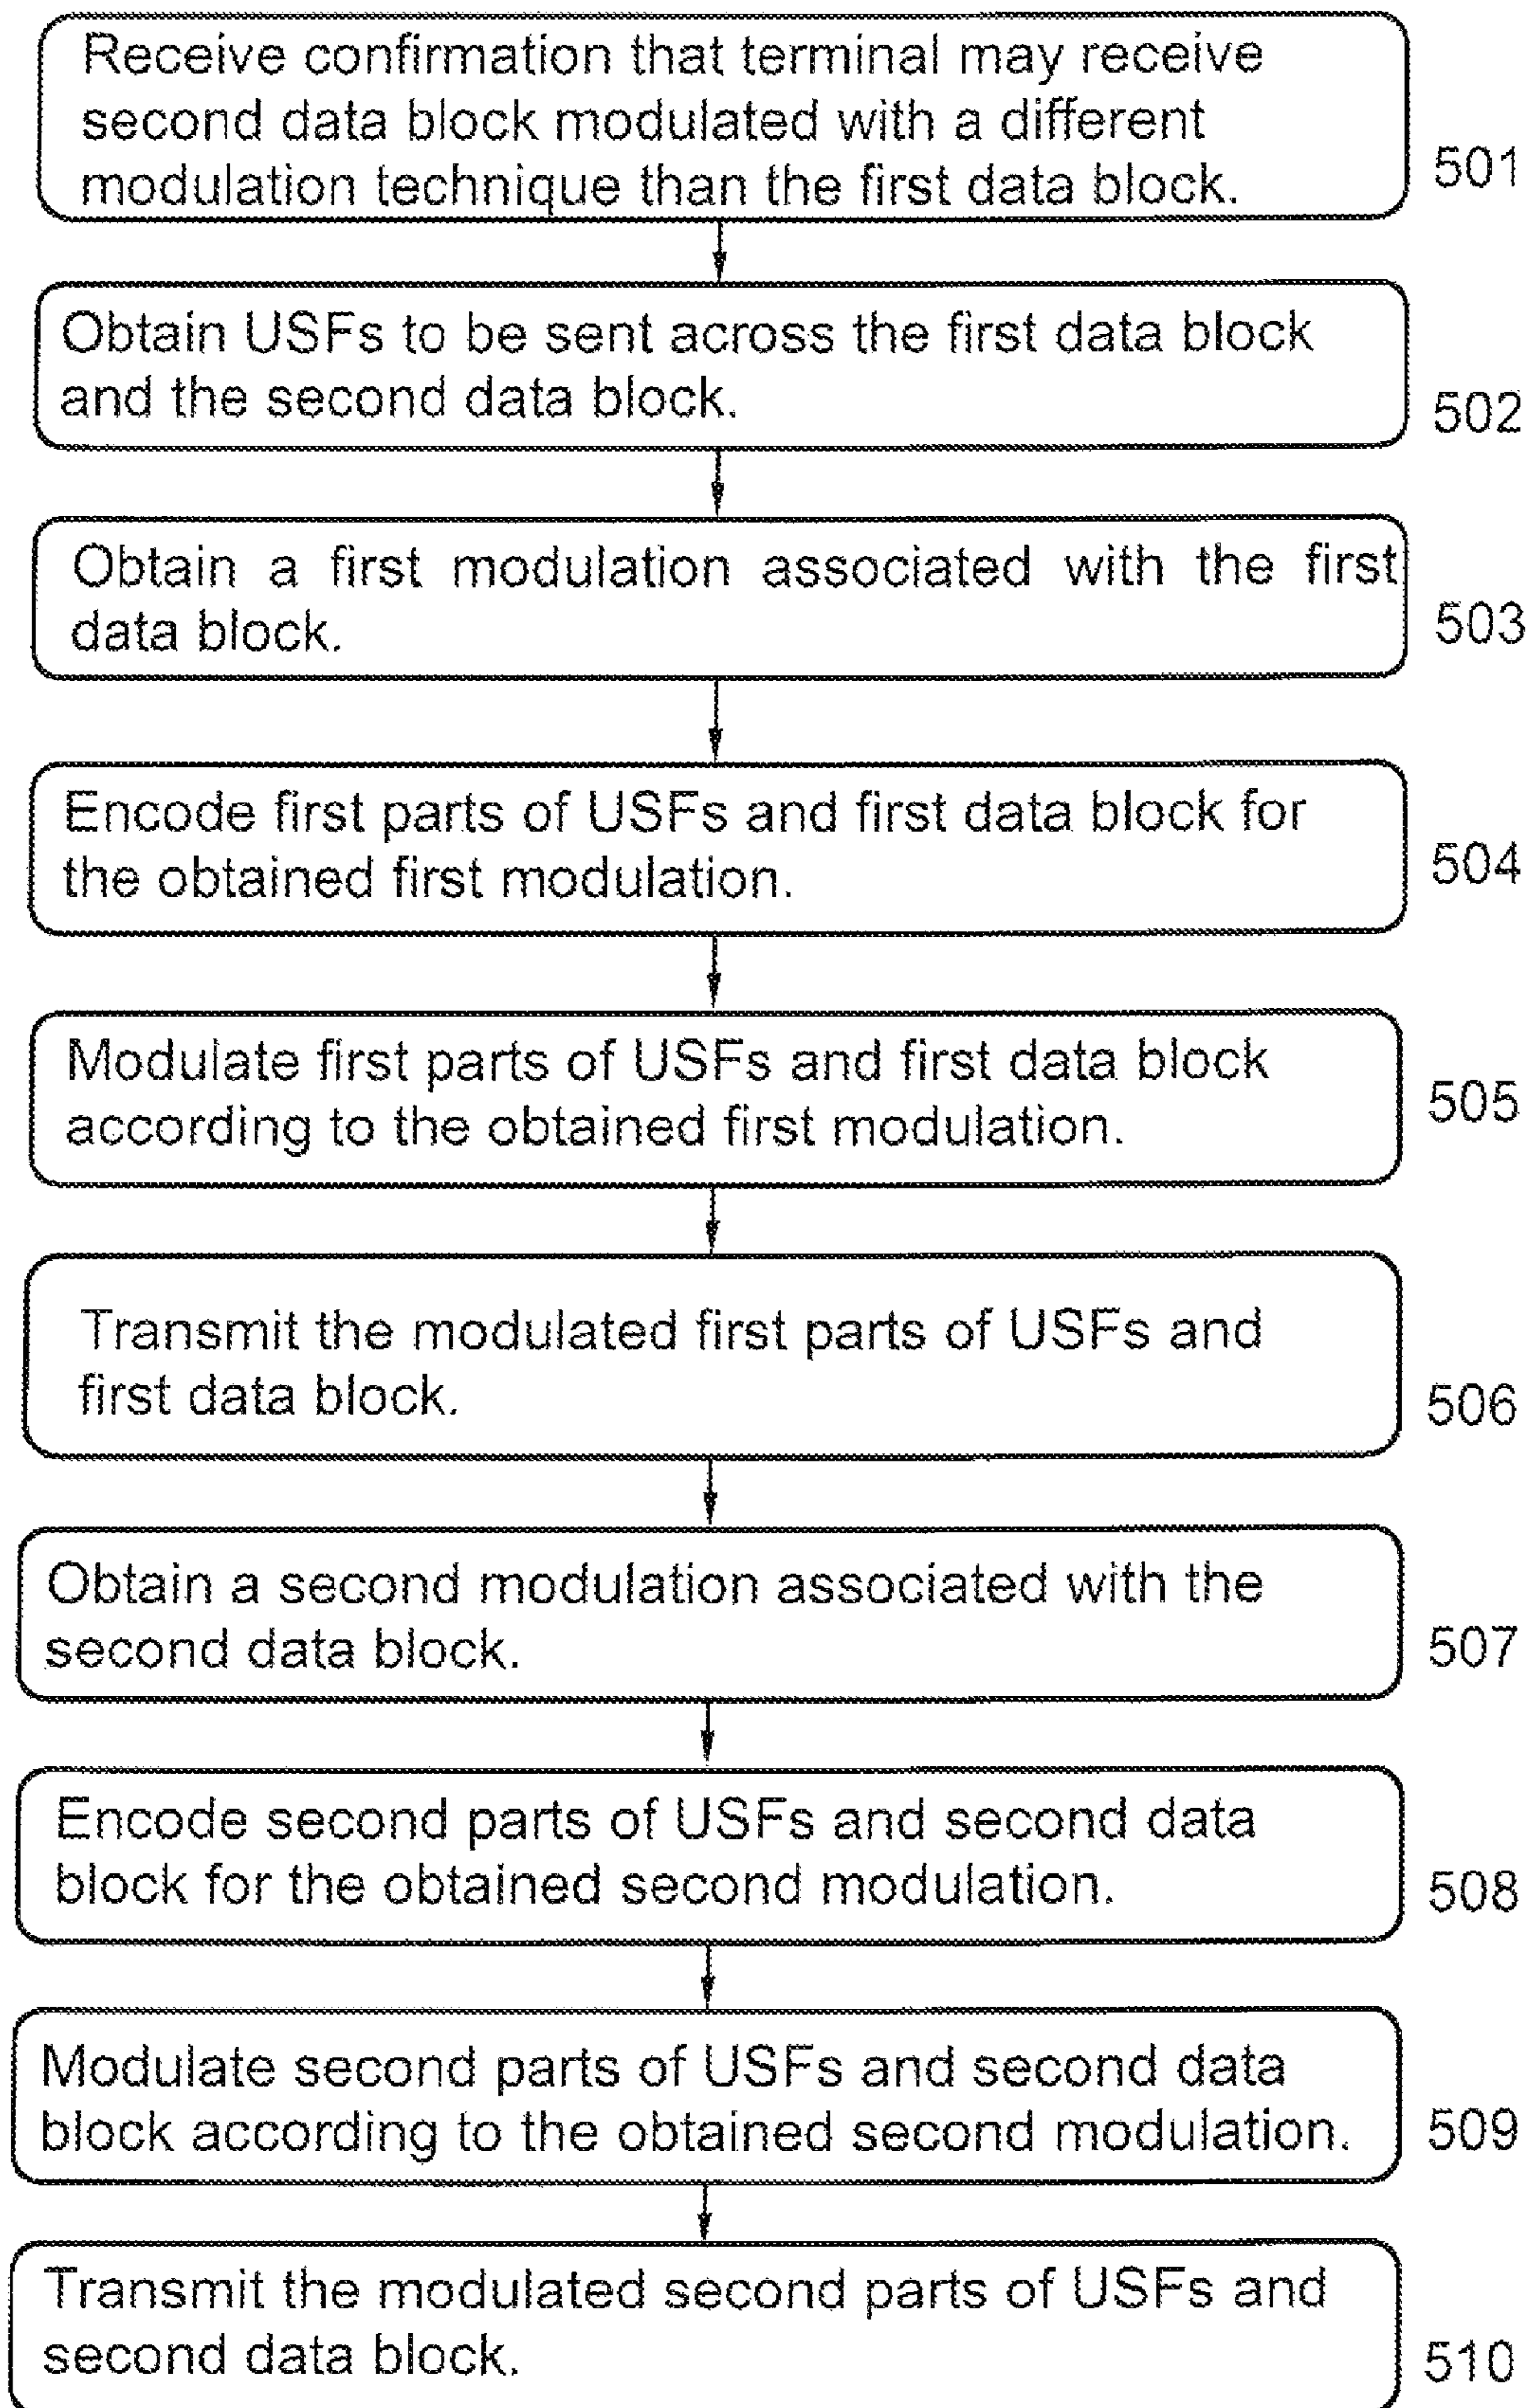 Receive confirmation that terminal may receive
second data block modulated with a different
modulation technique than the first data block.
501
Obtain USFs to be sent across the first data block
and the second data block.
502
Obtain a first modulation associated with the first
data block.
503
Encode first parts of USFs and first data block for
the obtained first modulation.
504
Modulate first parts of USFs and first data block
according to the obtained first modulation.
505
Transmit the modulated first parts of USFs and
first data block.
506
Obtain a second modulation associated with the
second data block.
507
Encode second parts of USFs and second data
block for the obtained second modulation.
508
Modulate second parts of USFs and second data
block according to the obtained second modulation.
509
Transmit the modulated second parts of USFs and
second data block.
510